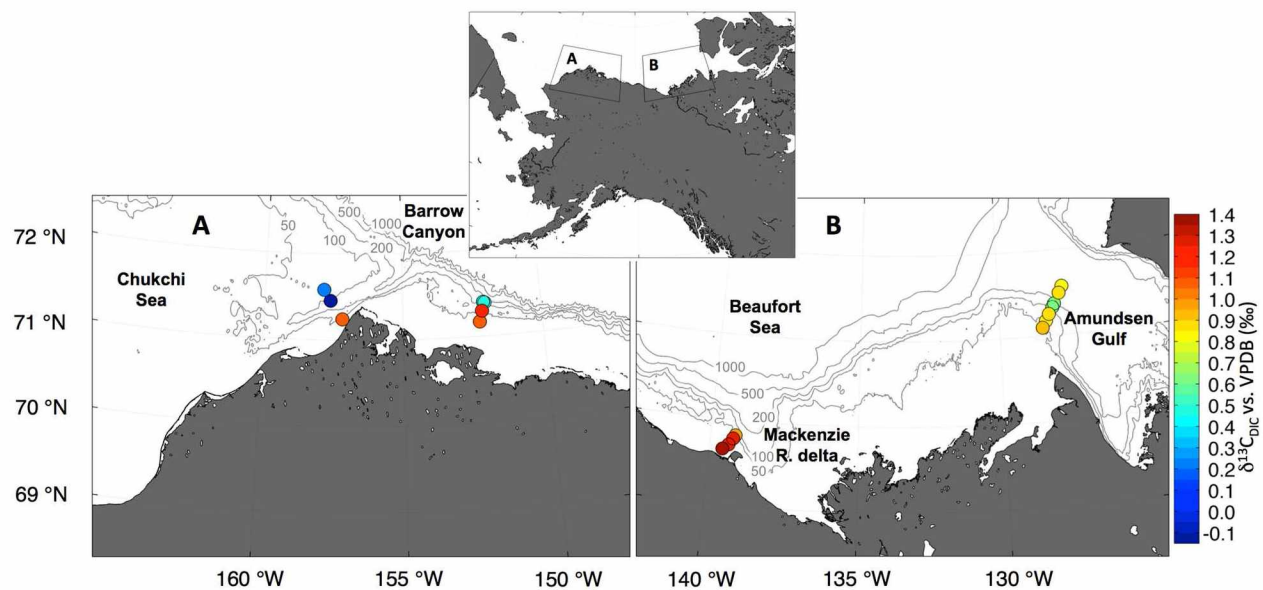 A
B
A
Barrow
Canyon
500
1000
50
100
200
Chukchi
Sea
72 °N
71 °N
70 °N
69 °N
160 °W
155 °W
150 °W
B
Beaufort
Sea
Amundsen
Gulf
1000
500
200
Mackenzie
R. delta
100
50
140 °W
135 °W
130 °W
1.4
1.3
1.2
1.1
1.0
0.9
0.8
0.7
0.6
0.5
0.4
0.3
0.2
0.1
0.0
-0.1
δ¹³C_DIC vs. VPDB (‰)